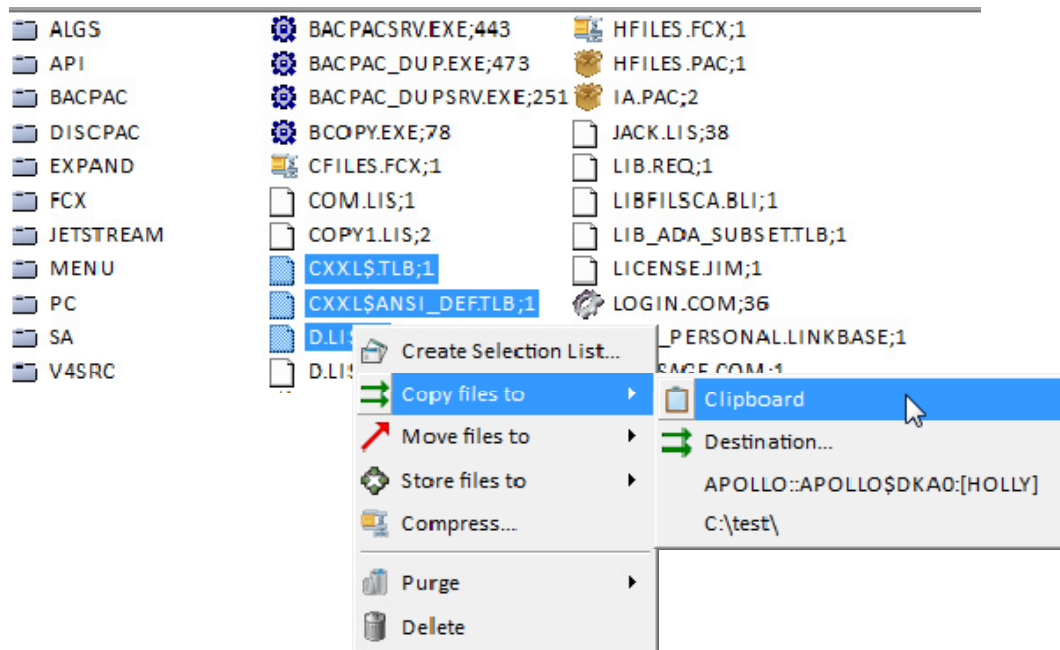 ALGS
API
BACPAC
DISCPAC
EXPAND
FCX
JETSTREAM
MENU
PC
SA
V4SRC
BACPACSRV.EXE;443
BACPAC_DUP.EXE;473
BACPAC_DUPSRV.EXE;251
BCOPY.EXE;78
CFILES.FCX;1
COM.LIS;1
COPY1.LIS;2
CXXL$.TLB;1
CXXL$ANSI_DEF.TLB;1
D.LIS
D.LIS
HFILES.FCX;1
HFILES.PAC;1
IA.PAC;2
JACK.LIS;38
LIB.REQ;1
LIBFILSCA.BLI;1
LIB_ADA_SUBSET.TLB;1
LICENSE.JIM;1
LOGIN.COM;36
_PERSONAL.LINKBASE;1
Create Selection List...
Copy files to
Move files to
Store files to
Compress...
Purge
Delete
Clipboard
Destination...
APOLLO::APOLLO$DKA0:[HOLLY]
C:\test\